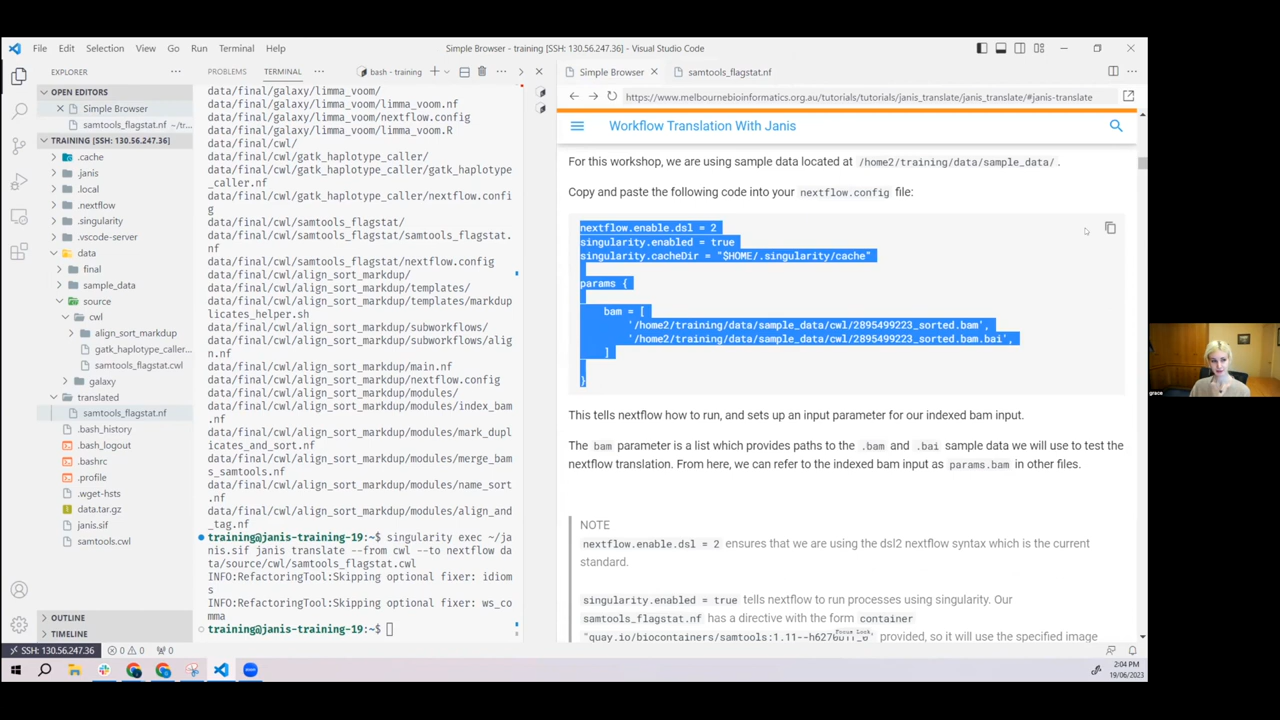 File Edit Selection View Go Run Terminal Help
Simple Browser - training [SSH: 130.56.247.36] - Visual Studio Code
EXPLORER
OPEN EDITORS
Simple Browser
samtools_flagstat.nf ~/tr...
TRAINING [SSH: 130.56.247.36]
.cache
.janis
.local
.nextflow
.singularity
.vscode-server
data
final
sample_data
source
cwl
align_sort_markdup
gatk_haplotype_caller...
samtools_flagstat.cwl
galaxy
translated
samtools_flagstat.nf
.bash_history
.bash_logout
.bashrc
.profile
.wget-hsts
data.tar.gz
janis.sif
samtools.cwl
OUTLINE
TIMELINE
PROBLEMS TERMINAL
bash - training
data/final/galaxy/limma_voom/
data/final/galaxy/limma_voom/limma_voom.nf
data/final/galaxy/limma_voom/nextflow.config
data/final/galaxy/limma_voom/limma_voom.R
data/final/cwl/
data/final/cwl/gatk_haplotype_caller/
data/final/cwl/gatk_haplotype_caller/gatk_haplotype
_caller.nf
data/final/cwl/gatk_haplotype_caller/nextflow.confi
g
data/final/cwl/samtools_flagstat/
data/final/cwl/samtools_flagstat/samtools_flagstat.
nf
data/final/cwl/samtools_flagstat/nextflow.config
data/final/cwl/align_sort_markdup/
data/final/cwl/align_sort_markdup/templates/
data/final/cwl/align_sort_markdup/templates/markdup
licates_helper.sh
data/final/cwl/align_sort_markdup/subworkflows/
data/final/cwl/align_sort_markdup/subworkflows/alig
n.nf
data/final/cwl/align_sort_markdup/main.nf
data/final/cwl/align_sort_markdup/nextflow.config
data/final/cwl/align_sort_markdup/modules/
data/final/cwl/align_sort_markdup/modules/index_bam
.nf
data/final/cwl/align_sort_markdup/modules/mark_dupl
icates_and_sort.nf
data/final/cwl/align_sort_markdup/modules/merge_bam
s_samtools.nf
data/final/cwl/align_sort_markdup/modules/name_sort
.nf
data/final/cwl/align_sort_markdup/modules/align_and
_tag.nf
training@janis-training-19:~$ singularity exec ~/ja
nis.sif janis translate --from cwl --to nextflow da
ta/source/cwl/samtools_flagstat.cwl
INFO:RefactoringTool:Skipping optional fixer: idiom
s
INFO:RefactoringTool:Skipping optional fixer: ws_co
mma
training@janis-training-19:~$
Simple Browser samtools_flagstat.nf
https://www.melbournebioinformatics.org.au/tutorials/tutorials/janis_translate/janis_translate/#janis-translate
Workflow Translation With Janis
For this workshop, we are using sample data located at /home2/training/data/sample_data/ .
Copy and paste the following code into your nextflow.config file:
nextflow.enable.dsl = 2
singularity.enabled = true
singularity.cacheDir = "$HOME/.singularity/cache"
params {
bam = [
'/home2/training/data/sample_data/cwl/2895499223_sorted.bam',
'/home2/training/data/sample_data/cwl/2895499223_sorted.bam.bai',
]
}
This tells nextflow how to run, and sets up an input parameter for our indexed bam input.
The bam parameter is a list which provides paths to the .bam and .bai sample data we will use to test the
nextflow translation. From here, we can refer to the indexed bam input as params.bam in other files.
NOTE
nextflow.enable.dsl = 2 ensures that we are using the dsl2 nextflow syntax which is the current
standard.
singularity.enabled = true tells nextflow to run processes using singularity. Our
samtools_flagstat.nf has a directive with the form container
"quay.io/biocontainers/samtools:1.11--h6270 provided, so it will use the specified image
Focus Lock
SSH: 130.56.247.36 0 0 0
2:04 PM
19/06/2023
grace